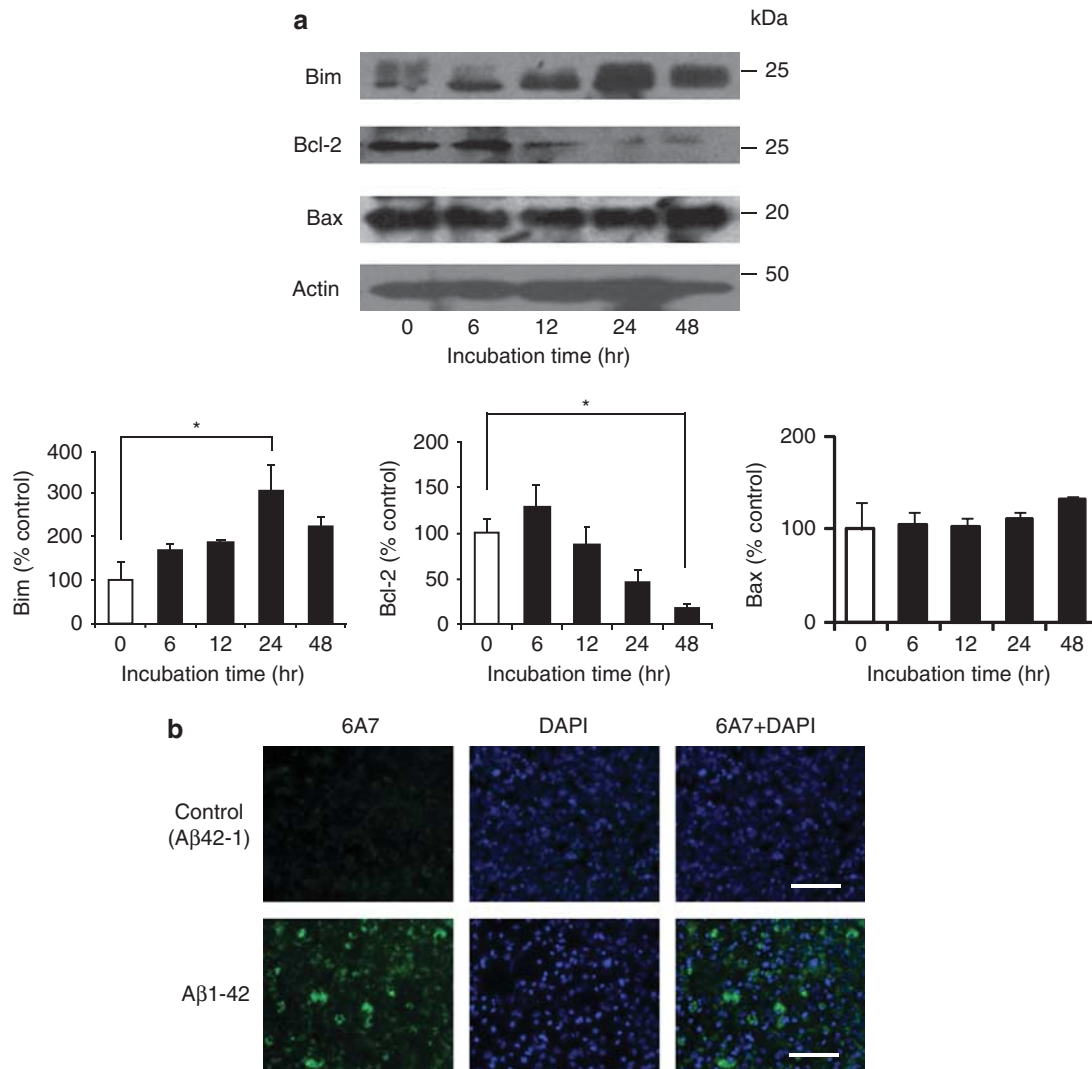 a
kDa
Bim
25
Bcl-2
25
Bax
20
Actin
50
0 6 12 24 48
Incubation time (hr)
Bim (% control)
400
300
200
100
0
*
0 6 12 24 48
Incubation time (hr)
Bcl-2 (% control)
200
150
100
50
0
*
0 6 12 24 48
Incubation time (hr)
Bax (% control)
200
100
0
0 6 12 24 48
Incubation time (hr)
b
6A7 DAPI 6A7+DAPI
Control
(Aβ42-1)
Aβ1-42